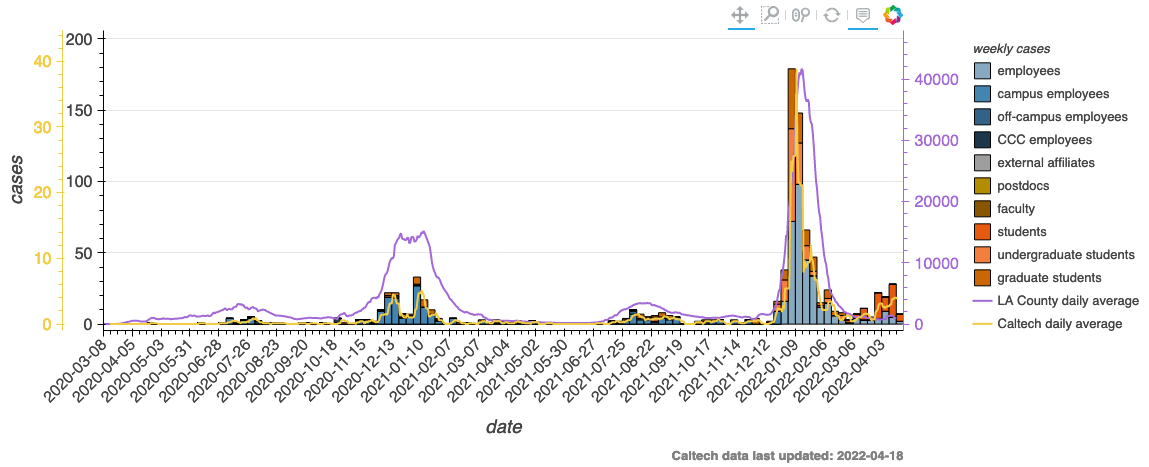 weekly cases
employees
campus employees
off-campus employees
CCC employees
external affiliates
postdocs
faculty
students
undergraduate students
graduate students
LA County daily average
Caltech daily average
cases
40
30
20
10
0
200
150
100
50
0
40000
30000
20000
10000
0
2020-03-08
2020-04-05
2020-05-03
2020-05-31
2020-06-28
2020-07-26
2020-08-23
2020-09-20
2020-10-18
2020-11-15
2020-12-13
2021-01-10
2021-02-07
2021-03-07
2021-04-04
2021-05-02
2021-05-30
2021-06-27
2021-07-25
2021-08-22
2021-09-19
2021-10-17
2021-11-14
2021-12-12
2022-01-09
2022-02-06
2022-03-06
2022-04-03
date
Caltech data last updated: 2022-04-18